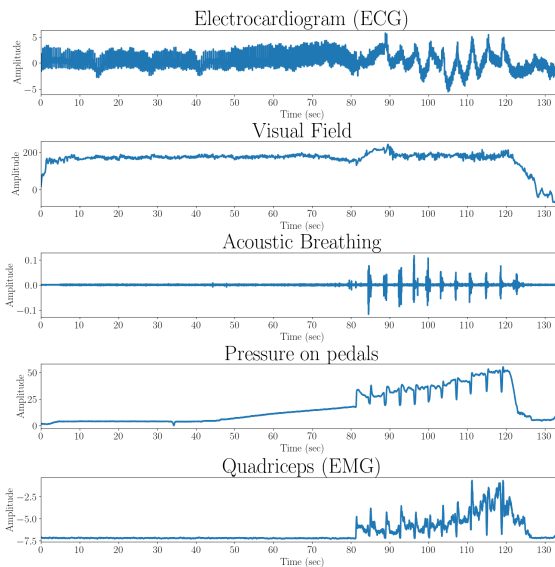 Electrocardiogram (ECG)
Amplitude
5
0
−5
0 10 20 30 40 50 60 70 80 90 100 110 120 130
Time (sec)
Visual Field
Amplitude
200
0
0 10 20 30 40 50 60 70 80 90 100 110 120 130
Time (sec)
Acoustic Breathing
Amplitude
0.1
0.0
−0.1
0 10 20 30 40 50 60 70 80 90 100 110 120 130
Time (sec)
Pressure on pedals
Amplitude
50
25
0
0 10 20 30 40 50 60 70 80 90 100 110 120 130
Time (sec)
Quadriceps (EMG)
Amplitude
−2.5
−5.0
−7.5
0 10 20 30 40 50 60 70 80 90 100 110 120 130
Time (sec)